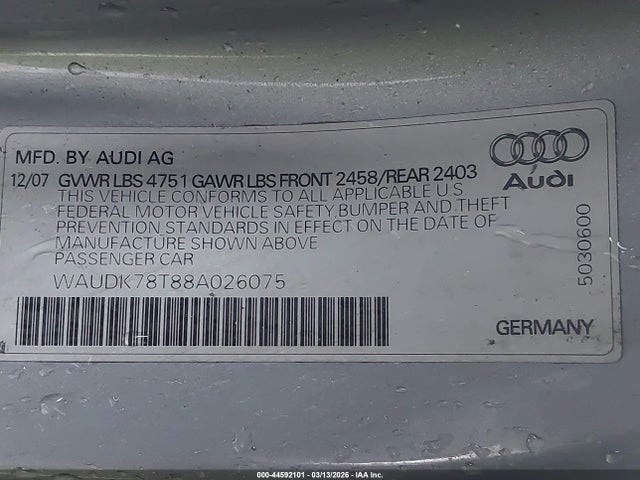 MFD. BY AUDI AG
12/07 GVWR LBS 4751 GAWR LBS FRONT 2458/REAR 2403
THIS VEHICLE CONFORMS TO ALL APPLICABLE U.S.
FEDERAL MOTOR VEHICLE SAFETY BUMPER AND THEFT
PREVENTION STANDARDS IN EFFECT ON THE DATE OF
MANUFACTURE SHOWN ABOVE
PASSENGER CAR
WAUDK78T88A026075
Audi
5030600
GERMANY
000-44592101 - 03/13/2026 - IAAI.com